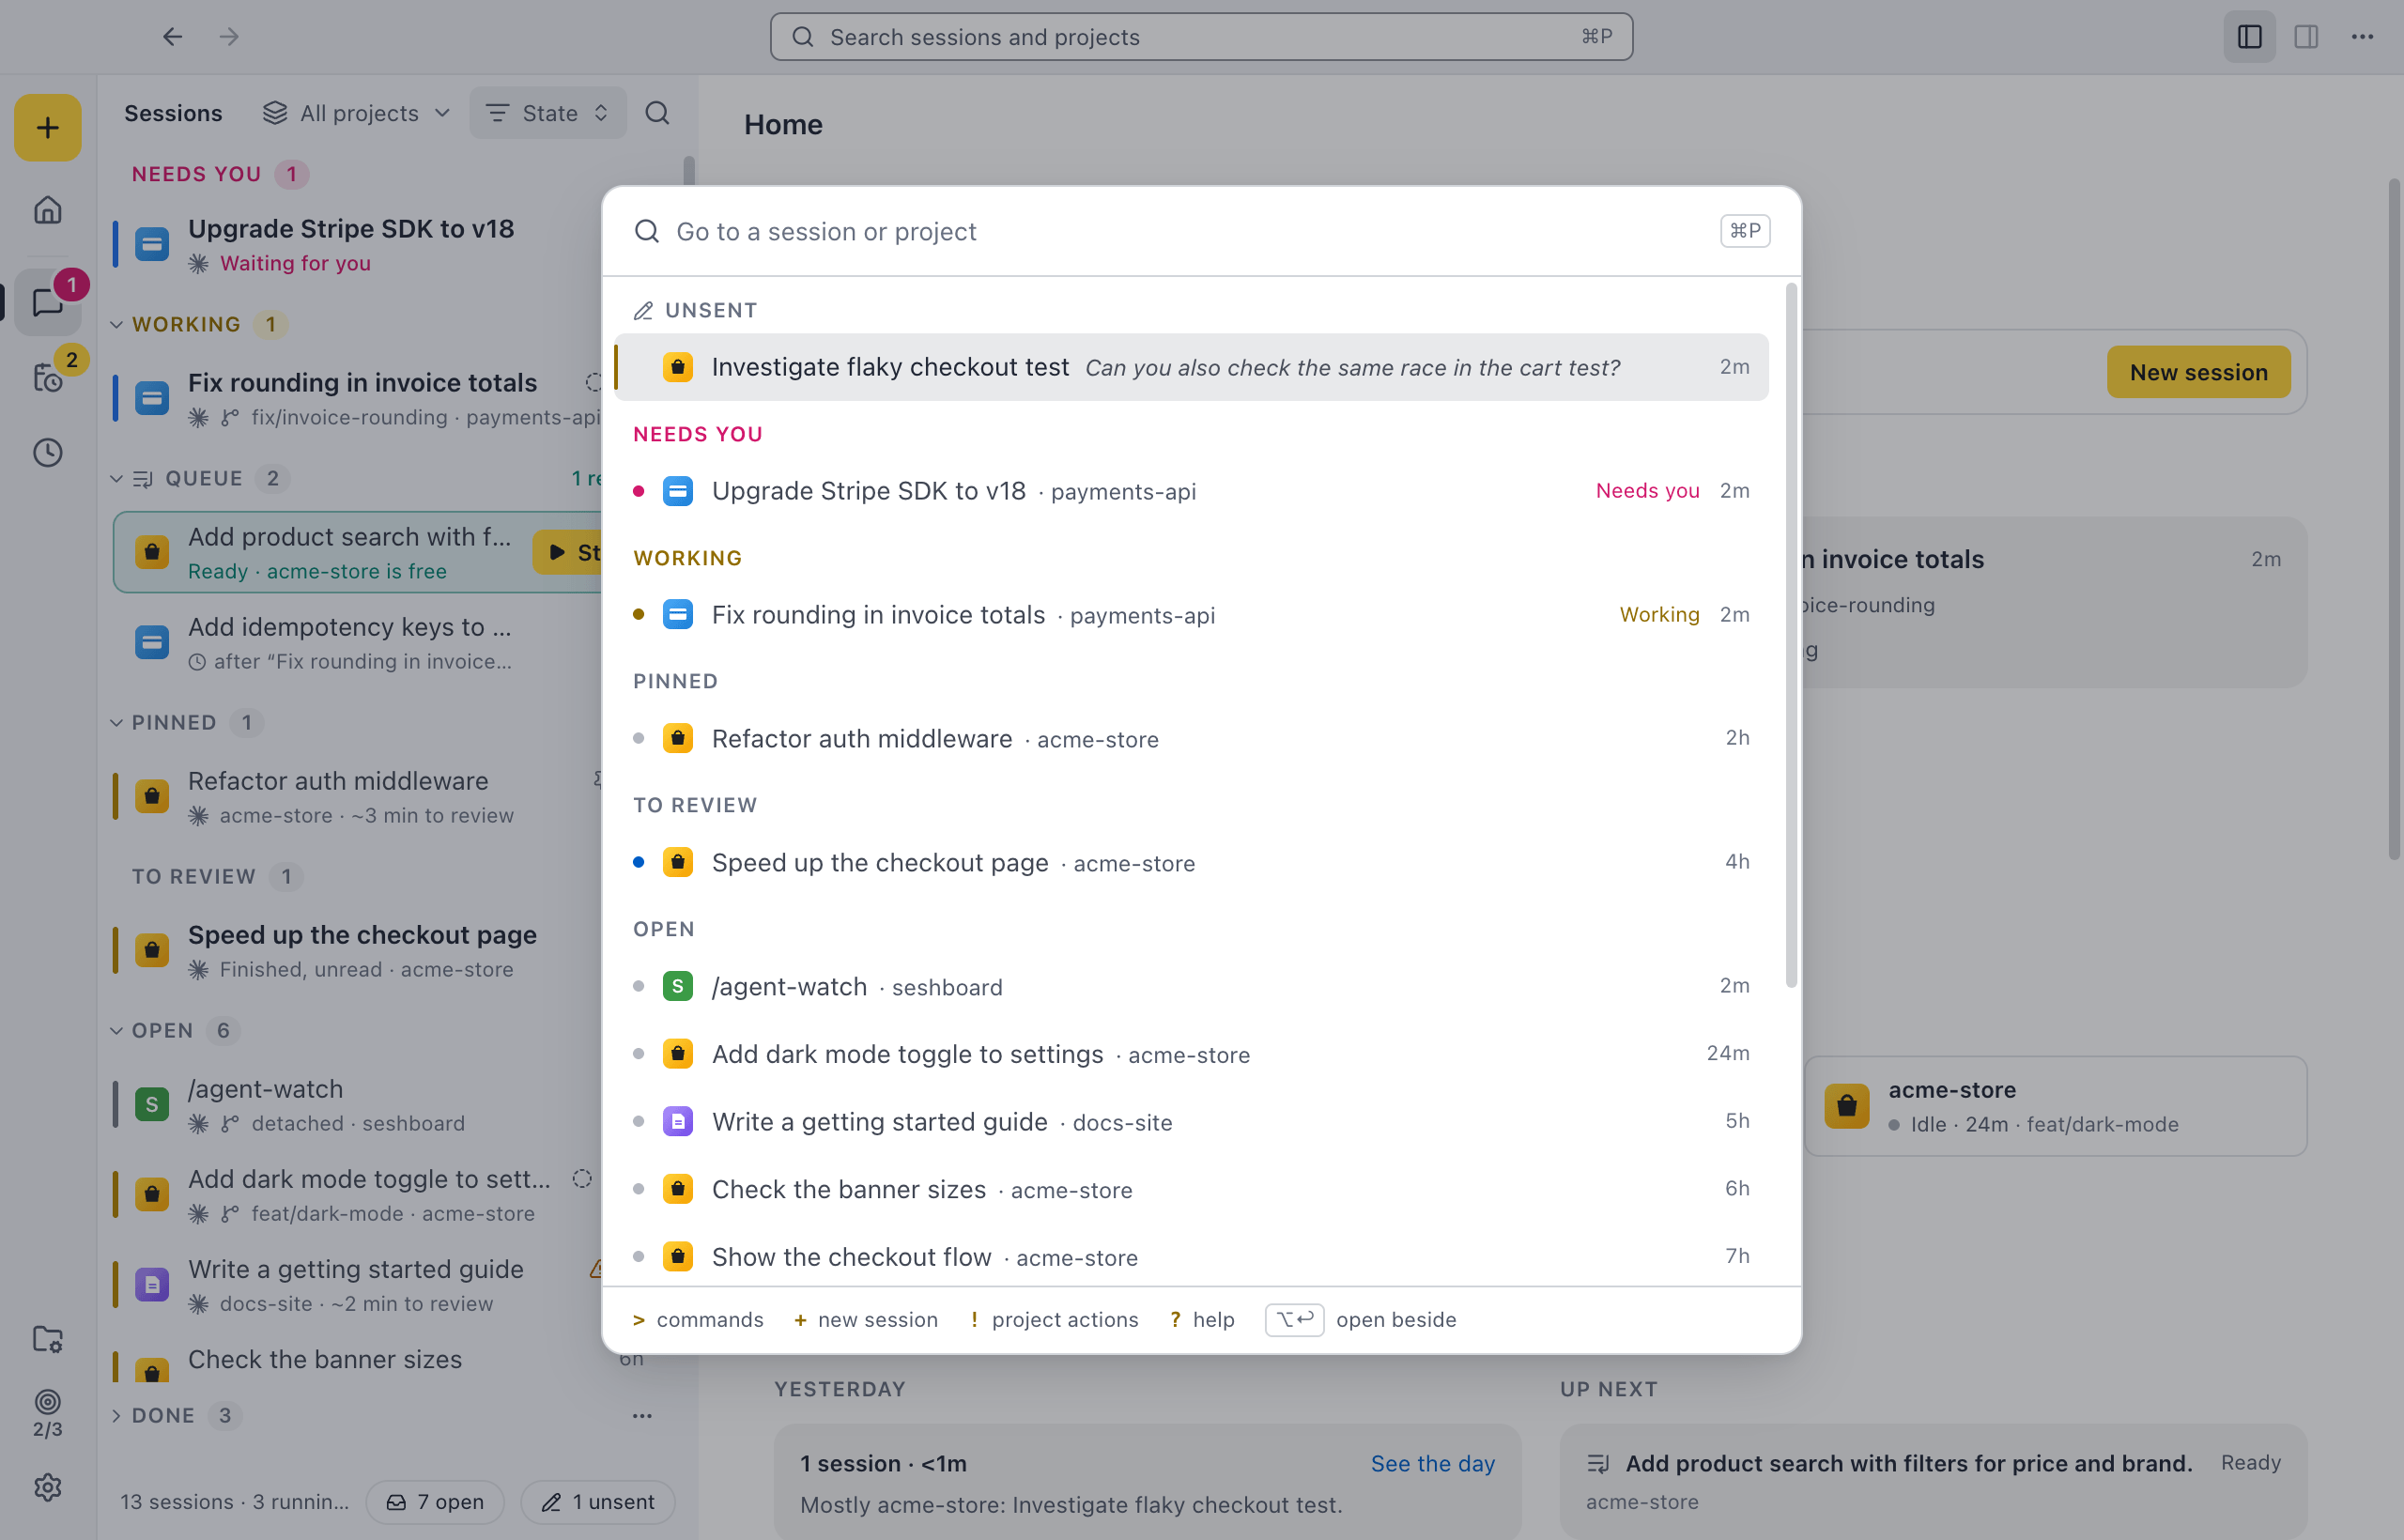 Search sessions and projects ⌘P
Sessions All projects State
Home
NEEDS YOU 1
Upgrade Stripe SDK to v18
Waiting for you
1
WORKING 1
2
Fix rounding in invoice totals
fix/invoice-rounding · payments-api
QUEUE 2
Add product search with f...
Ready · acme-store is free
Add idempotency keys to ...
after “Fix rounding in invoice...
PINNED 1
Refactor auth middleware
acme-store · ~3 min to review
TO REVIEW 1
Speed up the checkout page
Finished, unread · acme-store
OPEN 6
S
/agent-watch
detached · seshboard
Add dark mode toggle to sett...
feat/dark-mode · acme-store
Write a getting started guide
docs-site · ~2 min to review
Check the banner sizes
6h
DONE 3
2/3
13 sessions · 3 runnin... 7 open 1 unsent
Go to a session or project ⌘P
UNSENT
Investigate flaky checkout test Can you also check the same race in the cart test? 2m
NEEDS YOU
Upgrade Stripe SDK to v18 · payments-api Needs you 2m
WORKING
Fix rounding in invoice totals · payments-api Working 2m
PINNED
Refactor auth middleware · acme-store 2h
TO REVIEW
Speed up the checkout page · acme-store 4h
OPEN
S /agent-watch · seshboard 2m
Add dark mode toggle to settings · acme-store 24m
Write a getting started guide · docs-site 5h
Check the banner sizes · acme-store 6h
Show the checkout flow · acme-store 7h
> commands + new session ! project actions ? help ⌥↩ open beside
New session
invoice totals 2m
acme-store
Idle · 24m · feat/dark-mode
YESTERDAY
1 session · <1m See the day
Mostly acme-store: Investigate flaky checkout test.
UP NEXT
Add product search with filters for price and brand. Ready
acme-store